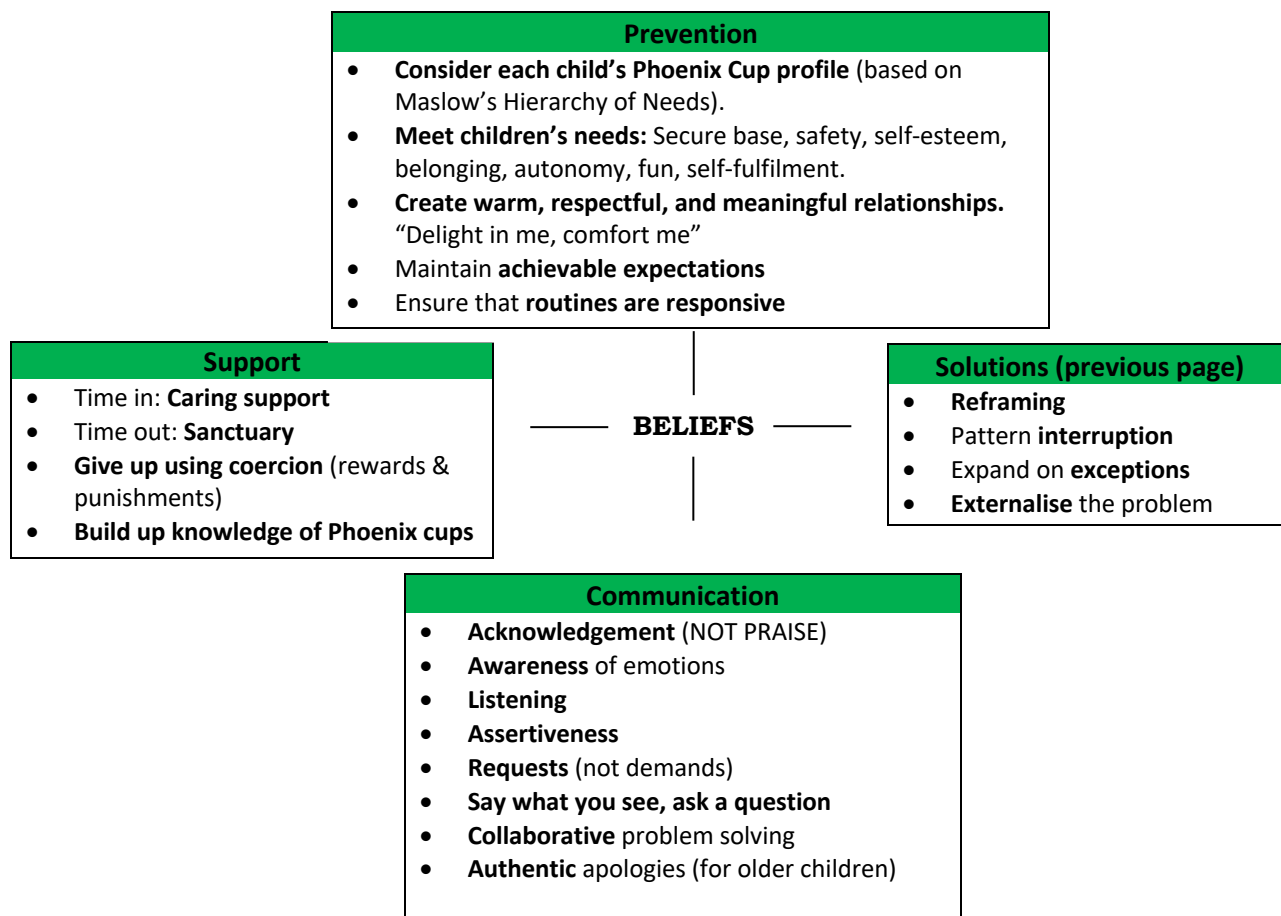 Prevention
• Consider each child’s Phoenix Cup profile (based on
Maslow’s Hierarchy of Needs).
• Meet children’s needs: Secure base, safety, self-esteem,
belonging, autonomy, fun, self-fulfilment.
• Create warm, respectful, and meaningful relationships.
“Delight in me, comfort me”
• Maintain achievable expectations
• Ensure that routines are responsive
Support
• Time in: Caring support
• Time out: Sanctuary
• Give up using coercion (rewards &
punishments)
• Build up knowledge of Phoenix cups
BELIEFS
Solutions (previous page)
• Reframing
• Pattern interruption
• Expand on exceptions
• Externalise the problem
Communication
• Acknowledgement (NOT PRAISE)
• Awareness of emotions
• Listening
• Assertiveness
• Requests (not demands)
• Say what you see, ask a question
• Collaborative problem solving
• Authentic apologies (for older children)